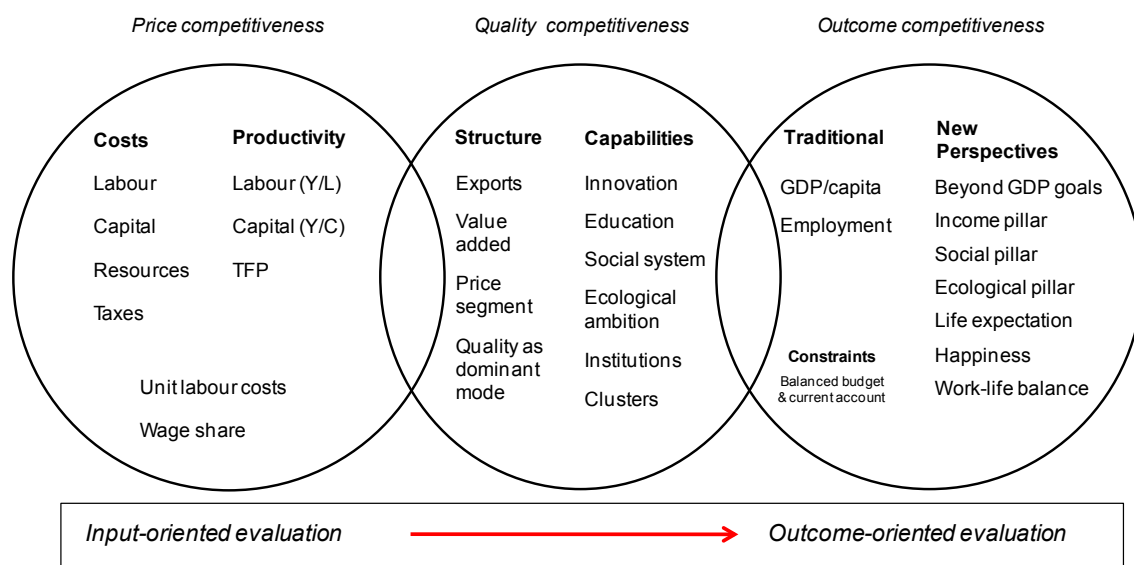 Price competitiveness
Quality competitiveness
Outcome competitiveness
Costs
Labour
Capital
Resources
Taxes
Productivity
Labour (Y/L)
Capital (Y/C)
TFP
Unit labour costs
Wage share
Structure
Exports
Value
added
Price
segment
Quality as
dominant
mode
Capabilities
Innovation
Education
Social system
Ecological
ambition
Institutions
Clusters
Traditional
GDP/capita
Employment
Constraints
Balanced budget
& current account
New
Perspectives
Beyond GDP goals
Income pillar
Social pillar
Ecological pillar
Life expectation
Happiness
Work-life balance
Input-oriented evaluation
Outcome-oriented evaluation